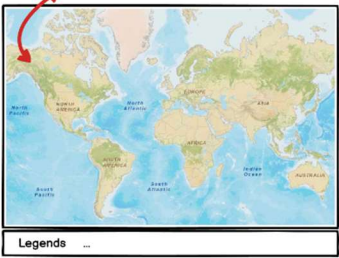 North
Pacific
NORTH
AMERICA
North
Atlantic
EUROPE
ASIA
AFRICA
SOUTH
AMERICA
South
Pacific
South
Atlantic
Indian
Ocean
AUSTRALIA
Legends ...